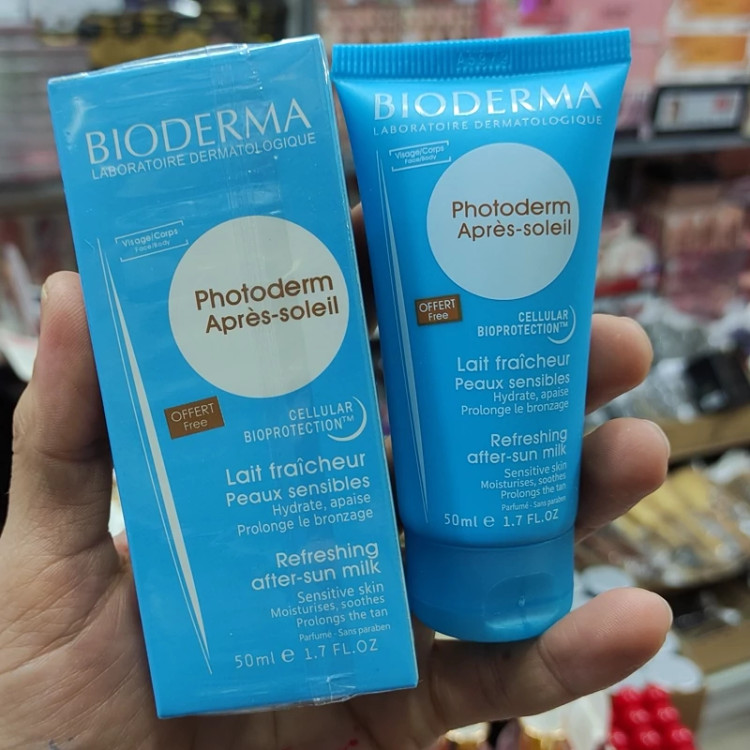 BIODERMA
LABORATOIRE DERMATOLOGIQUE
Visage/Corps
Face/Body
Photoderm
Après-soleil
OFFERT
Free
CELLULAR
BIOPROTECTION™
Lait fraîcheur
Peaux sensibles
Hydrate, apaise
Prolonge le bronzage
Refreshing
after-sun milk
Sensitive skin
Moisturises, soothes
Prolongs the tan
Parfumé - Sans paraben
50ml e 1.7 FL.OZ
BIODERMA
LABORATOIRE DERMATOLOGIQUE
Visage/Corps
Face/Body
Photoderm
Après-soleil
OFFERT
Free
CELLULAR
BIOPROTECTION™
Lait fraîcheur
Peaux sensibles
Hydrate, apaise
Prolonge le bronzage
Refreshing
after-sun milk
Sensitive skin
Moisturises, soothes
Prolongs the tan
Parfumé - Sans paraben
50ml e 1.7 FL.OZ